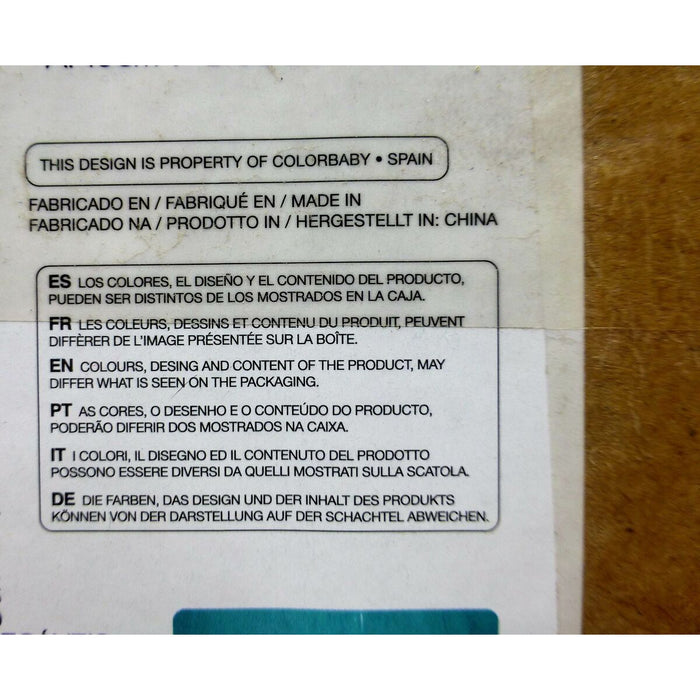 THIS DESIGN IS PROPERTY OF COLORBABY • SPAIN
FABRICADO EN / FABRIQUÉ EN / MADE IN
FABRICADO NA / PRODOTTO IN / HERGESTELLT IN: CHINA
ES LOS COLORES, EL DISEÑO Y EL CONTENIDO DEL PRODUCTO,
PUEDEN SER DISTINTOS DE LOS MOSTRADOS EN LA CAJA.
FR LES COLEURS, DESSINS ET CONTENU DU PRODUIT, PEUVENT
DIFFÈRER DE L'IMAGE PRÉSENTÉE SUR LA BOÎTE.
EN COLOURS, DESING AND CONTENT OF THE PRODUCT, MAY
DIFFER WHAT IS SEEN ON THE PACKAGING.
PT AS CORES, O DESENHO E O CONTEÚDO DO PRODUCTO,
PODERÃO DIFERIR DOS MOSTRADOS NA CAIXA.
IT I COLORI, IL DISEGNO ED IL CONTENUTO DEL PRODOTTO
POSSONO ESSERE DIVERSI DA QUELLI MOSTRATI SULLA SCATOLA.
DE DIE FARBEN, DAS DESIGN UND DER INHALT DES PRODUKTS
KÖNNEN VON DER DARSTELLUNG AUF DER SCHACHTEL ABWEICHEN.